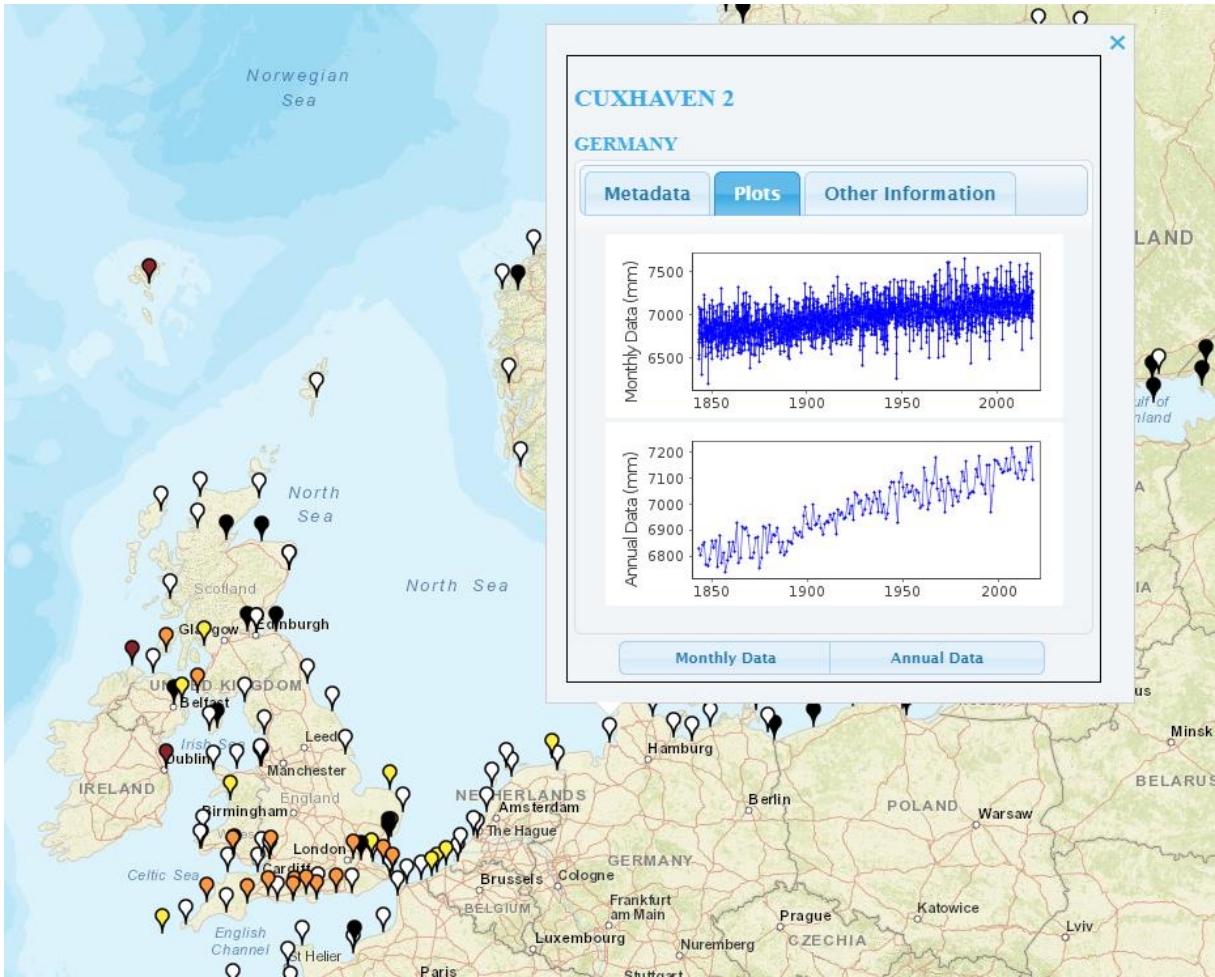 Norwegian
Sea
CUXHAVEN 2
GERMANY
Metadata
Plots
Other Information
Monthly Data (mm)
7500
7000
6500
1850
1900
1950
2000
Annual Data (mm)
7200
7100
7000
6900
6800
1850
1900
1950
2000
Monthly Data
Annual Data
LAND
North
Sea
North Sea
Scotland
Edinburgh
UNITED KINGDOM
Belfast
Irish Sea
Leeds
Dublin
Manchester
IRELAND
England
Birmingham
London
Cardiff
Celtic Sea
English
Channel
St Helier
Paris
Hamburg
NETHERLANDS
Amsterdam
The Hague
Berlin
POLAND
Warsaw
Minsk
BELARUS
GERMANY
Brussels
Cologne
BELGIUM
Frankfurt
am Main
Luxembourg
Nuremberg
Prague
CZECHIA
Katowice
Lviv
Stuttgart